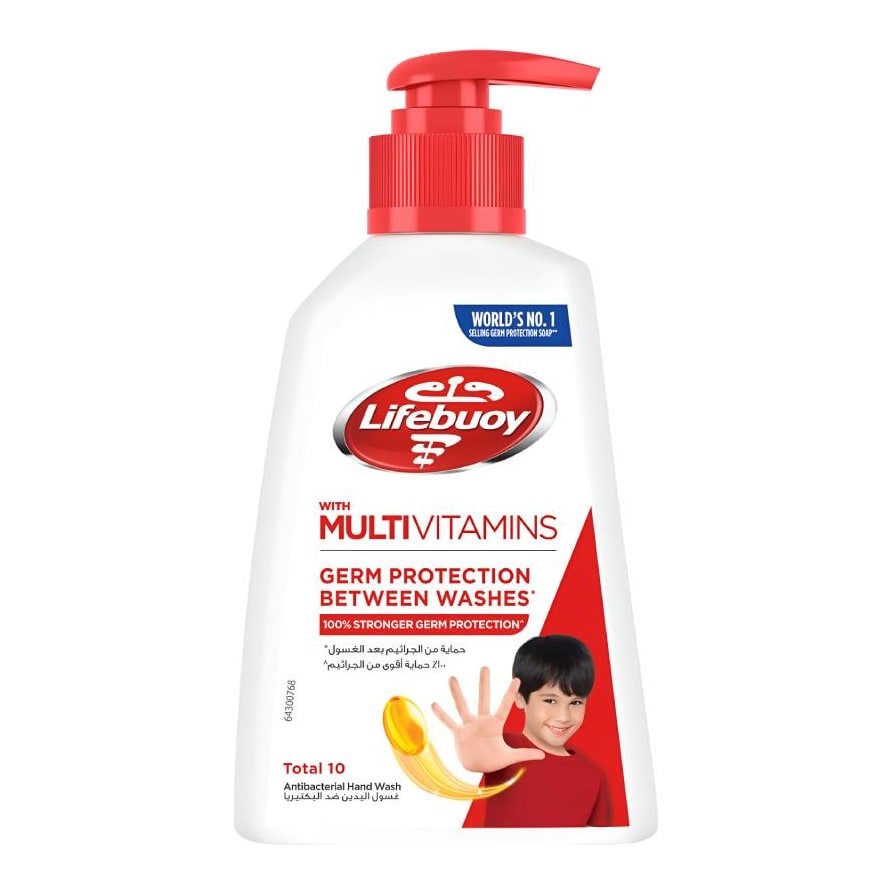 WORLD'S NO. 1
SELLING GERM PROTECTION SOAP**
Lifebuoy
WITH
MULTIVITAMINS
GERM PROTECTION
BETWEEN WASHES*
100% STRONGER GERM PROTECTION^
حماية من الجراثيم بعد الغسول*
١٠٠٪ حماية أقوى من الجراثيم^
64300768
Total 10
Antibacterial Hand Wash
غسول اليدين ضد البكتيريا